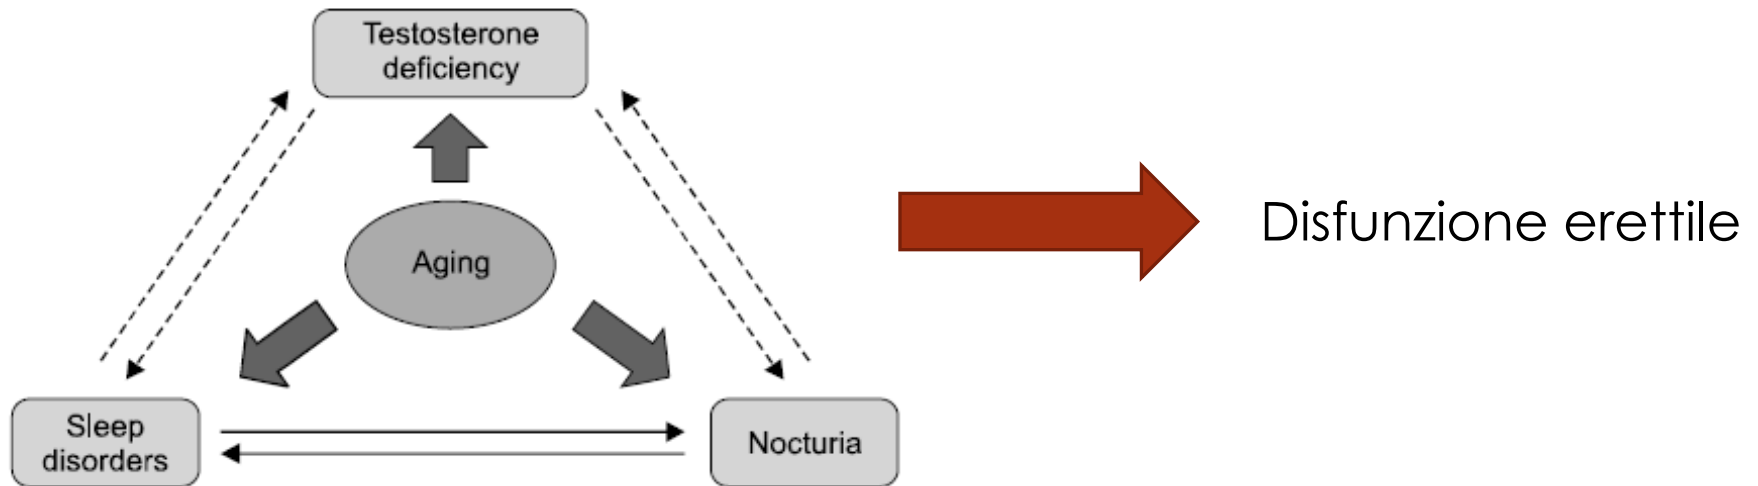 Testosterone
deficiency
Aging
Disfunzione erettile
Sleep
disorders
Nocturia